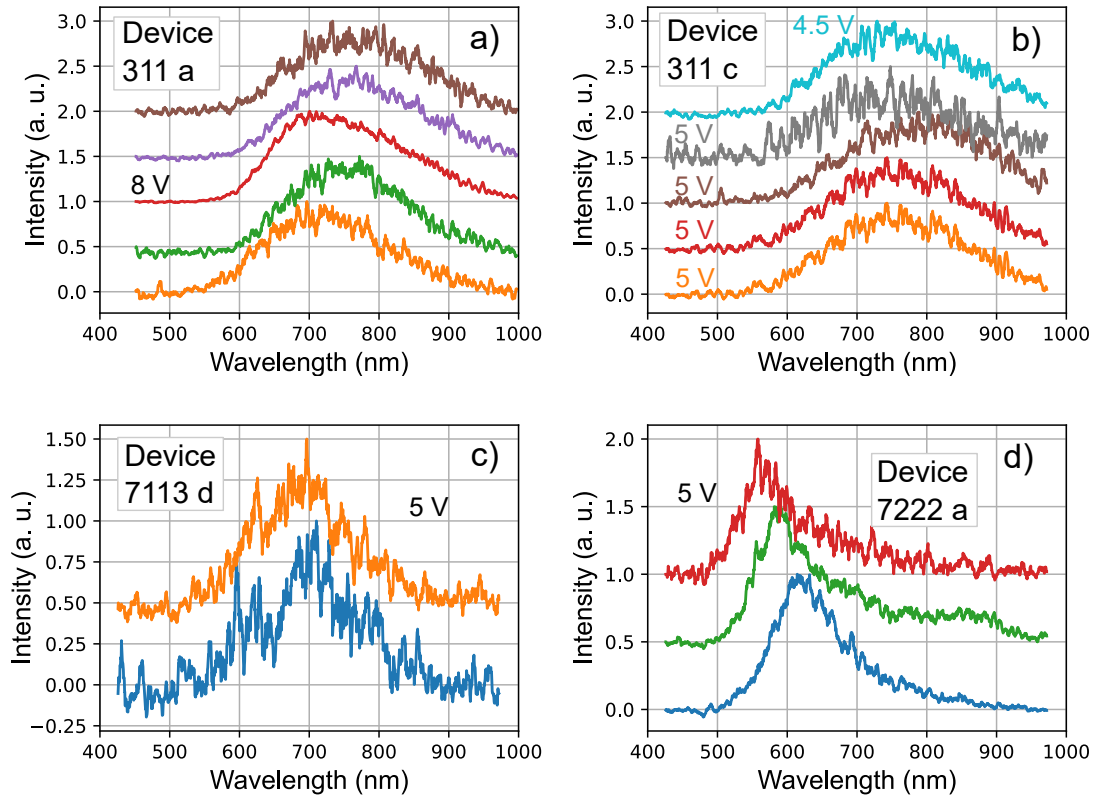 Device
311 a
a)
8 V
3.0
2.5
2.0
1.5
1.0
0.5
0.0
Intensity (a. u.)
400 500 600 700 800 900 1000
Wavelength (nm)
Device
311 c
4.5 V
b)
5 V
5 V
5 V
5 V
3.0
2.5
2.0
1.5
1.0
0.5
0.0
Intensity (a. u.)
400 500 600 700 800 900 1000
Wavelength (nm)
Device
7113 d
c)
5 V
1.50
1.25
1.00
0.75
0.50
0.25
0.00
−0.25
Intensity (a. u.)
400 500 600 700 800 900 1000
Wavelength (nm)
d)
Device
7222 a
5 V
2.0
1.5
1.0
0.5
0.0
Intensity (a. u.)
400 500 600 700 800 900 1000
Wavelength (nm)